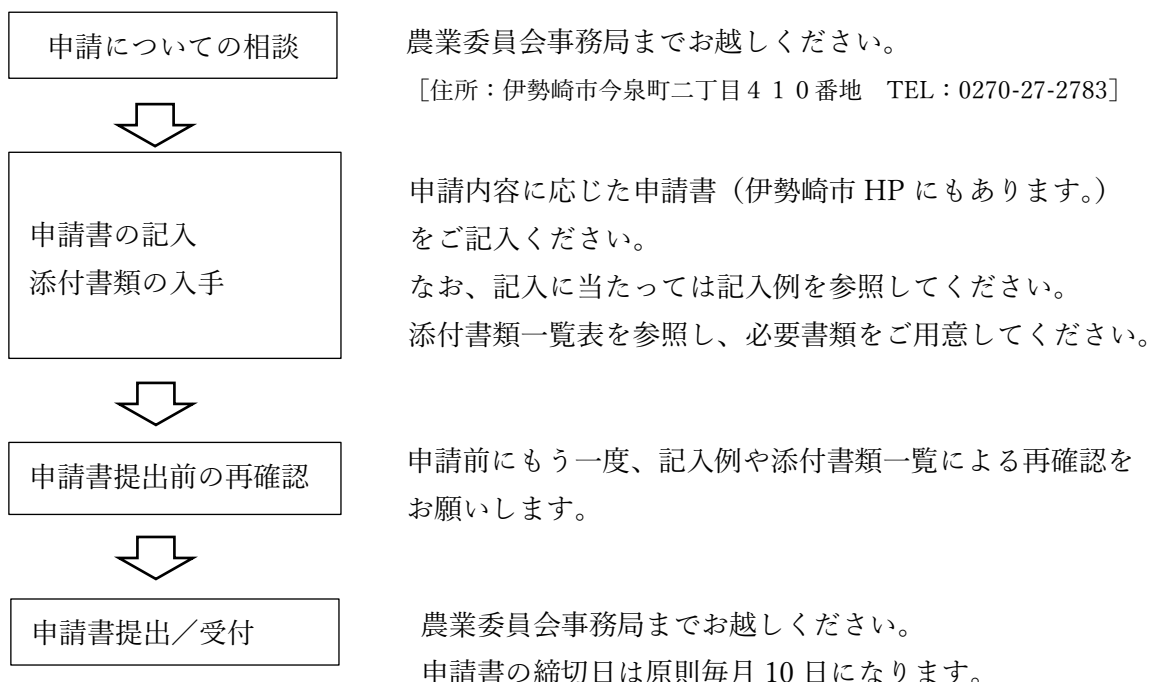 申請についての相談
農業委員会事務局までお越しください。
［住所：伊勢崎市今泉町二丁目４１０番地　TEL：0270-27-2783］
申請書の記入
添付書類の入手
申請内容に応じた申請書（伊勢崎市 HP にもあります。）
をご記入ください。
なお、記入に当たっては記入例を参照してください。
添付書類一覧表を参照し、必要書類をご用意してください。
申請書提出前の再確認
申請前にもう一度、記入例や添付書類一覧による再確認を
お願いします。
申請書提出／受付
農業委員会事務局までお越しください。
申請書の締切日は原則毎月 10 日になります。